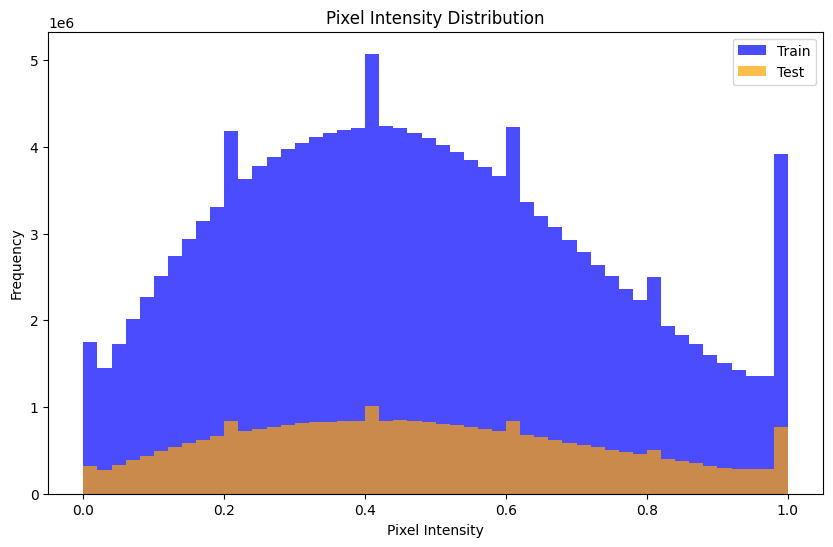 Pixel Intensity Distribution
1e6
Train
Test
5
4
3
2
1
0
Frequency
0.0 0.2 0.4 0.6 0.8 1.0
Pixel Intensity